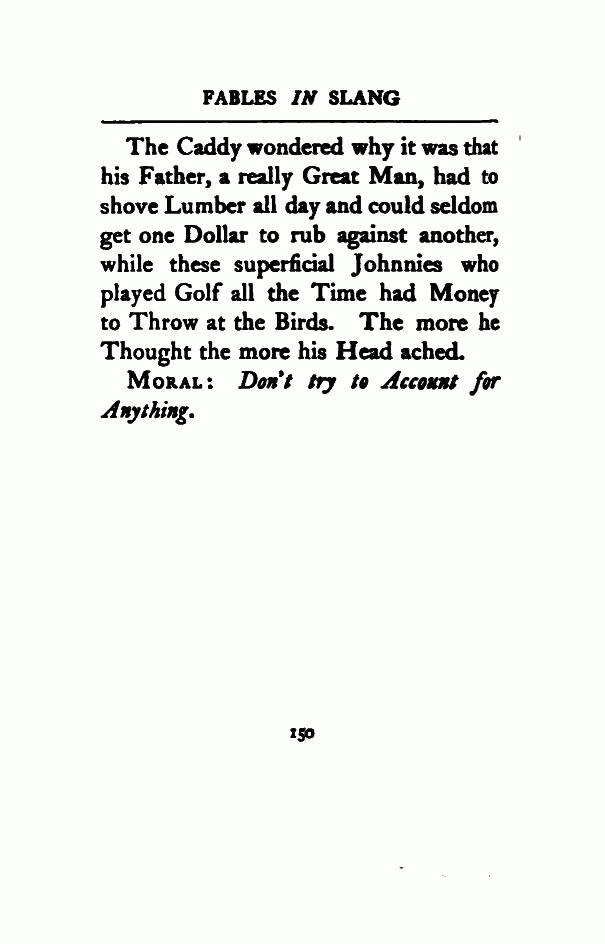 FABLES IN SLANG
The Caddy wondered why it was that
his Father, a really Great Man, had to
shove Lumber all day and could seldom
get one Dollar to rub against another,
while these superficial Johnnies who
played Golf all the Time had Money
to Throw at the Birds. The more he
Thought the more his Head ached.
MORAL: Don't try to Account for
Anything.
150